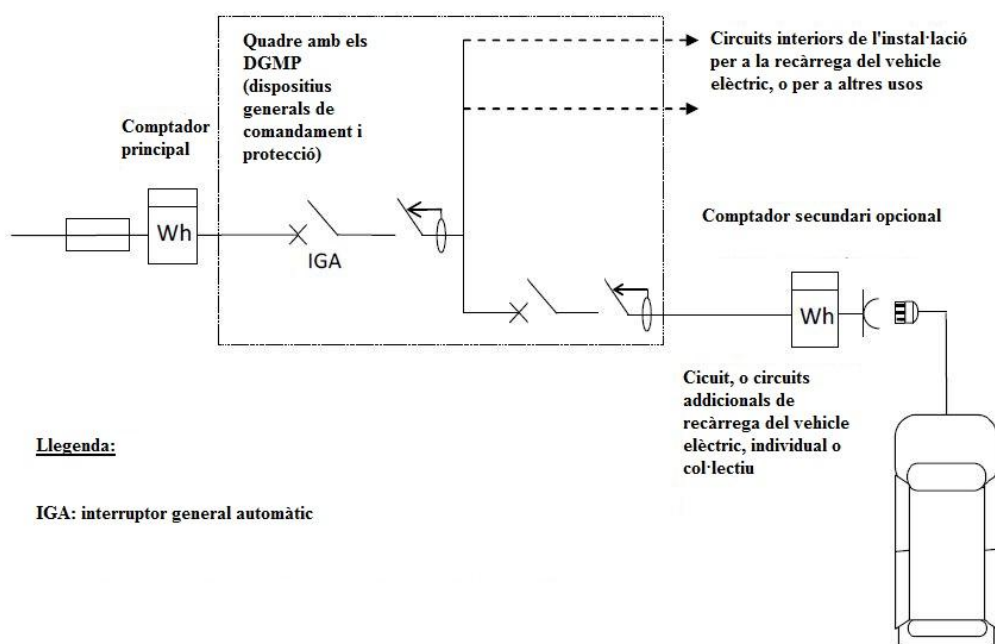 Quadre amb els
DGMP
(dispositius
generals de
comandament i
protecció)
Circuits interiors de l'instal·lació
per a la recàrrega del vehicle
elèctric, o per a altres usos
Comptador
principal
Wh
IGA
Comptador secundari opcional
Wh
Cicuit, o circuits
addicionals de
recàrrega del vehicle
elèctric, individual o
col·lectiu
Llegenda:
IGA: interruptor general automàtic